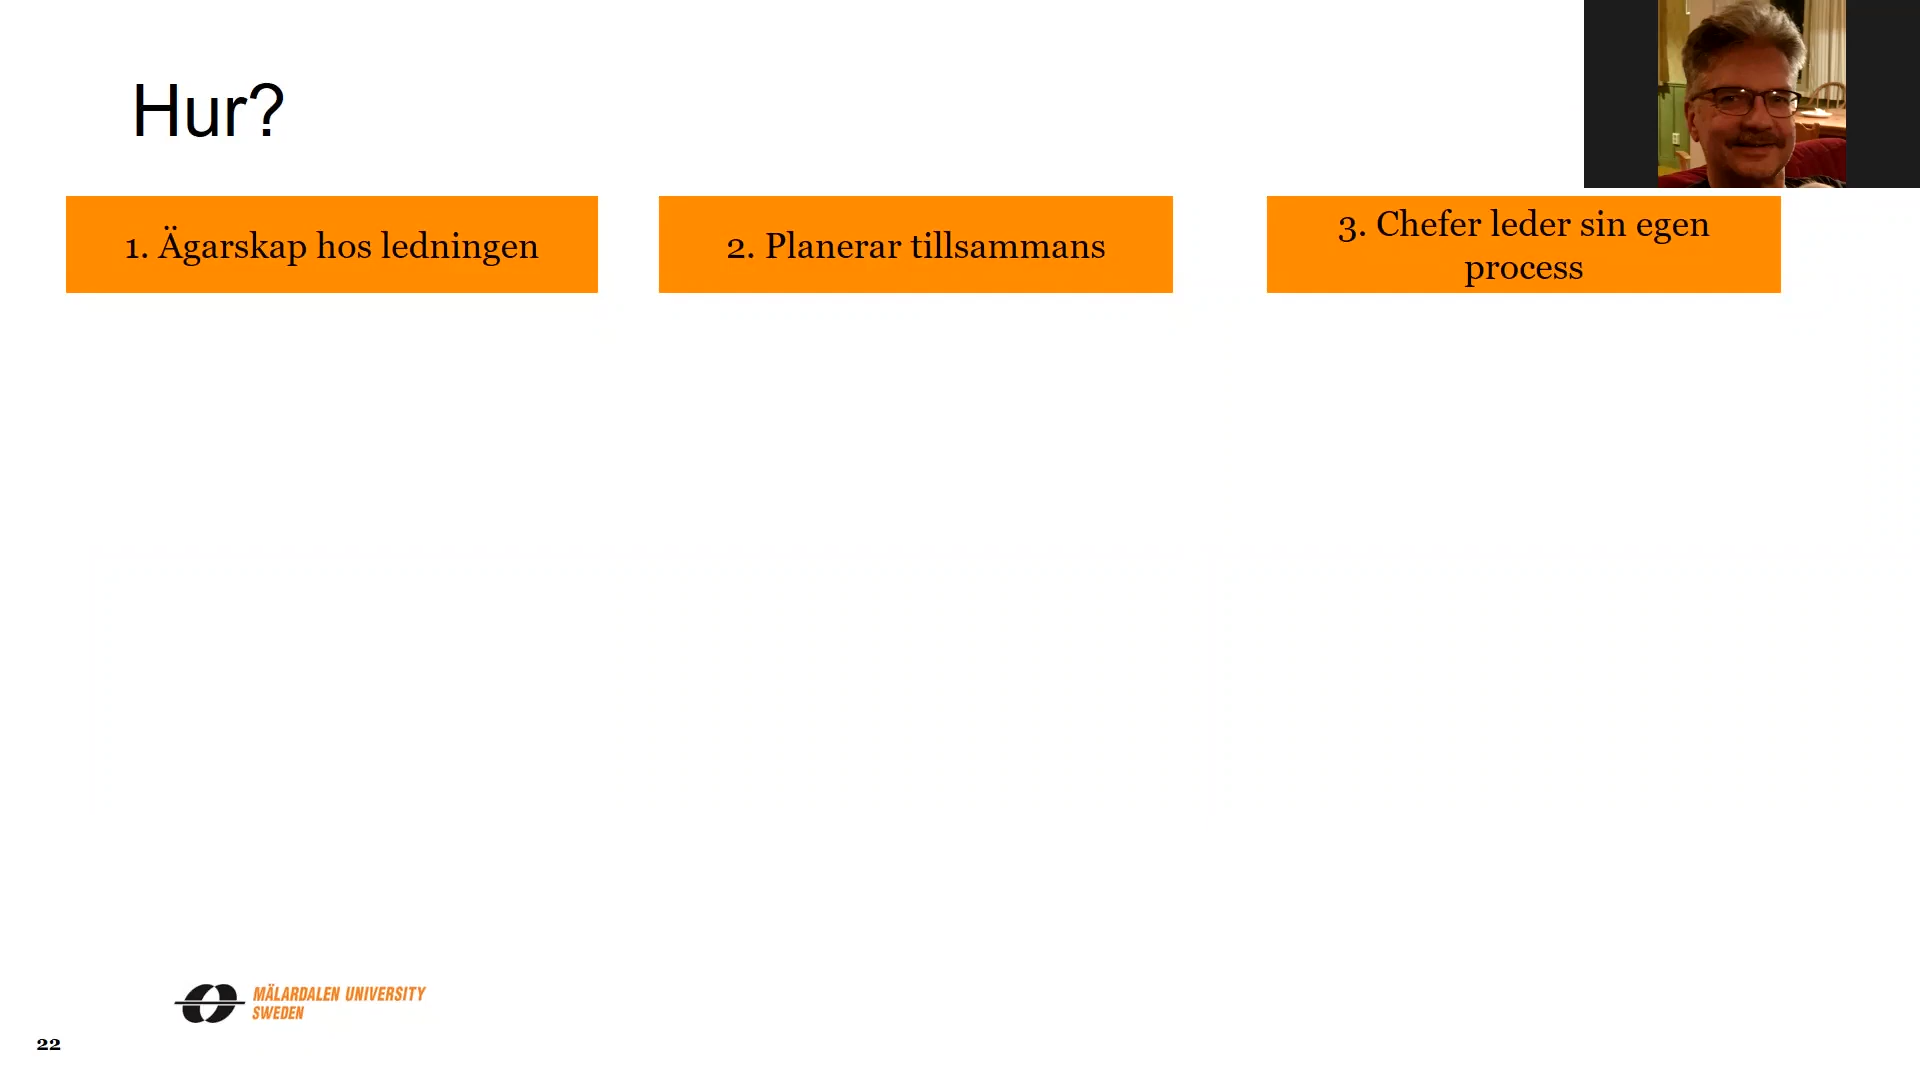 Hur?
1. Ägarskap hos ledningen
2. Planerar tillsammans
3. Chefer leder sin egen
process
MÄLARDALEN UNIVERSITY
SWEDEN
22